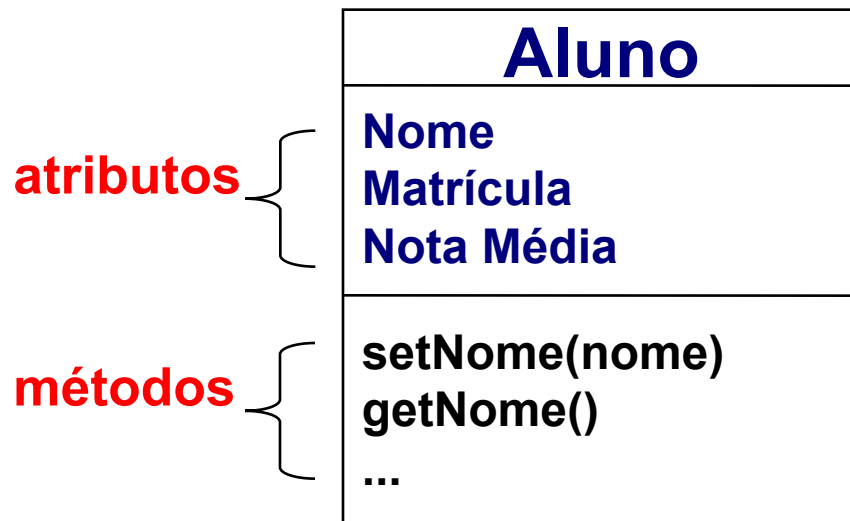 Aluno
atributos
Nome
Matrícula
Nota Média
métodos
setNome(nome)
getNome()
...